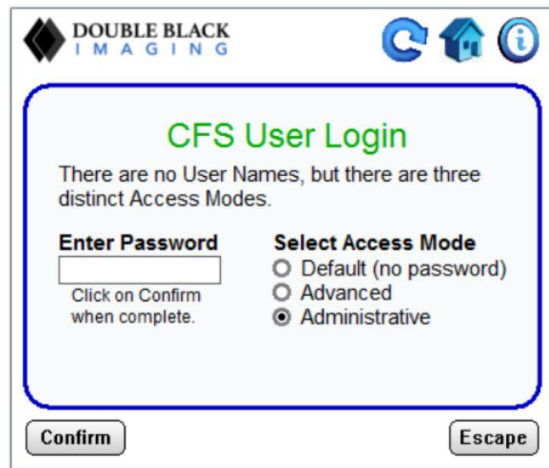 DOUBLE BLACK
IMAGING
CFS User Login
There are no User Names, but there are three
distinct Access Modes.
Enter Password
Click on Confirm
when complete.
Select Access Mode
Default (no password)
Advanced
Administrative
Confirm
Escape